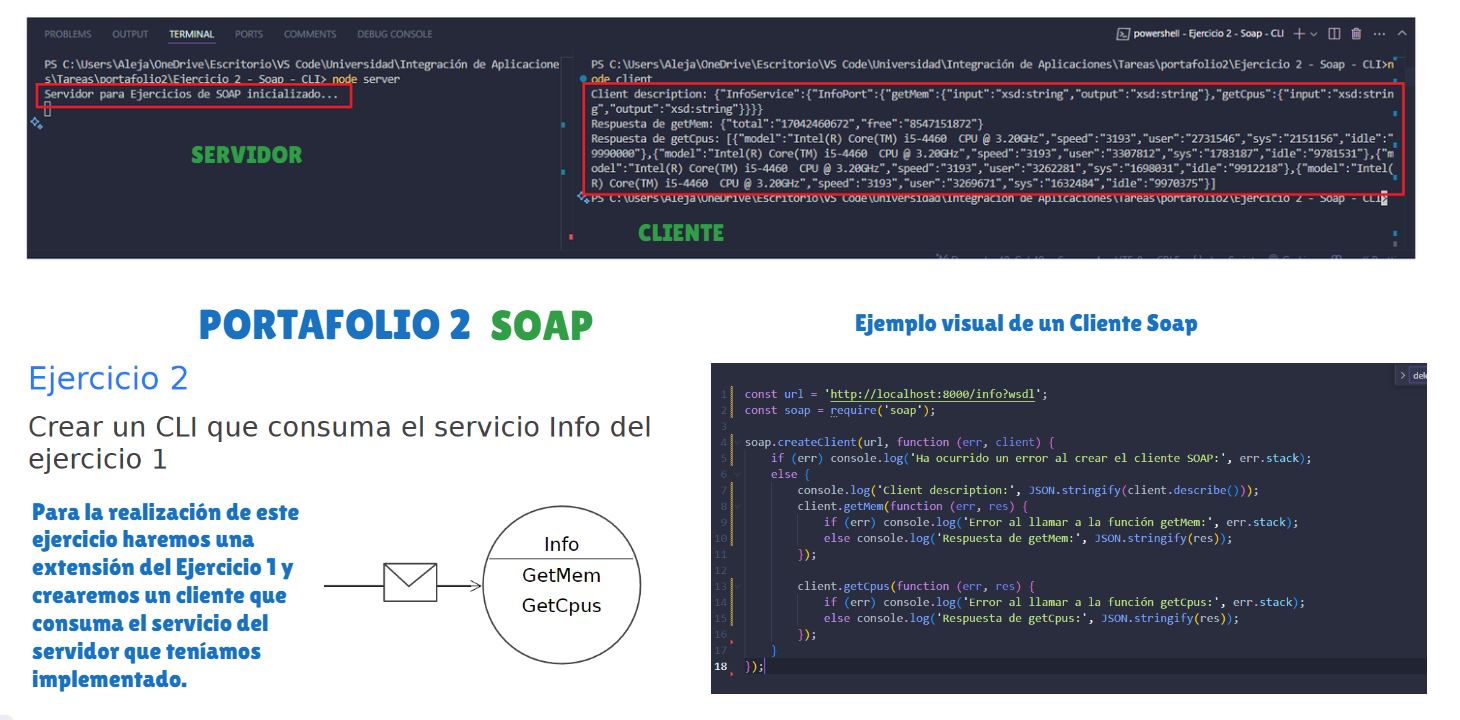 PROBLEMS OUTPUT TERMINAL PORTS COMMENTS DEBUG CONSOLE
powershell - Ejercicio 2 - Soap - CLI
PS C:\Users\Aleja\OneDrive\Escritorio\VS Code\Universidad\Integración de Aplicacione
s\Tareas\portafolio2\Ejercicio 2 - Soap - CLI> node server
Servidor para Ejercicios de SOAP inicializado...
SERVIDOR
PS C:\Users\Aleja\OneDrive\Escritorio\VS Code\Universidad\Integración de Aplicaciones\Tareas\portafolio2\Ejercicio 2 - Soap - CLI>n
ode client
Client description: {"InfoService":{"InfoPort":{"getMem":{"input":"xsd:string","output":"xsd:string"},"getCpus":{"input":"xsd:strin
g","output":"xsd:string"}}}}
Respuesta de getMem: {"total":"17042460672","free":"8547151872"}
Respuesta de getCpus: [{"model":"Intel(R) Core(TM) i5-4460  CPU @ 3.20GHz","speed":"3193","user":"2731546","sys":"2151156","idle":"
9990000"},{"model":"Intel(R) Core(TM) i5-4460  CPU @ 3.20GHz","speed":"3193","user":"3307812","sys":"1783187","idle":"9781531"},{"m
odel":"Intel(R) Core(TM) i5-4460  CPU @ 3.20GHz","speed":"3193","user":"3262281","sys":"1698031","idle":"9912218"},{"model":"Intel(
R) Core(TM) i5-4460  CPU @ 3.20GHz","speed":"3193","user":"3269671","sys":"1632484","idle":"9970375"}]
PS C:\Users\Aleja\OneDrive\Escritorio\VS Code\Universidad\Integración de Aplicaciones\Tareas\portafolio2\Ejercicio 2 - Soap - CLI>
CLIENTE
PORTAFOLIO 2 SOAP
Ejercicio 2
Crear un CLI que consuma el servicio Info del
ejercicio 1
Para la realización de este
ejercicio haremos una
extensión del Ejercicio 1 y
crearemos un cliente que
consuma el servicio del
servidor que teníamos
implementado.
Info
GetMem
GetCpus
Ejemplo visual de un Cliente Soap
> del
1 const url = 'http://localhost:8000/info?wsdl';
2 const soap = require('soap');
3
4 soap.createClient(url, function (err, client) {
5 if (err) console.log('Ha ocurrido un error al crear el cliente SOAP:', err.stack);
6 else {
7 console.log('Client description:', JSON.stringify(client.describe()));
8 client.getMem(function (err, res) {
9 if (err) console.log('Error al llamar a la función getMem:', err.stack);
10 else console.log('Respuesta de getMem:', JSON.stringify(res));
11 });
12
13 client.getCpus(function (err, res) {
14 if (err) console.log('Error al llamar a la función getCpus:', err.stack);
15 else console.log('Respuesta de getCpus:', JSON.stringify(res));
16 });
17 }
18 });